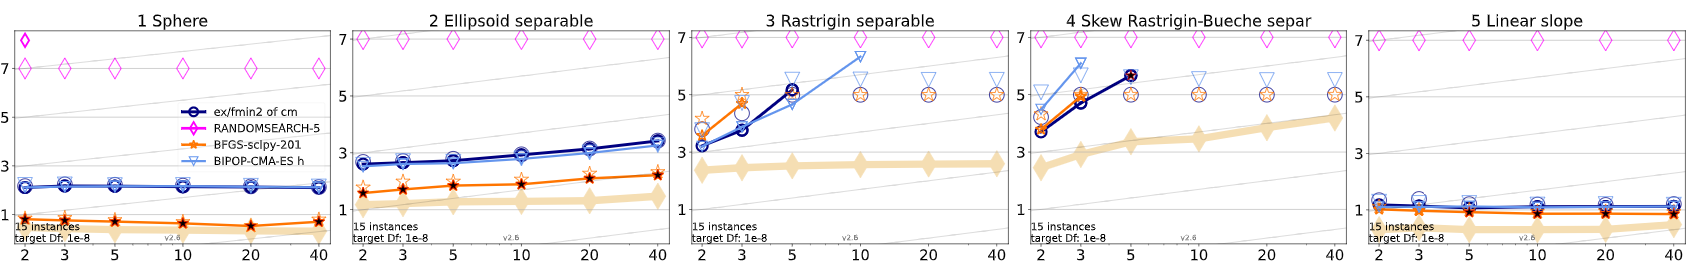 1 Sphere
7
5
3
1
ex/fmin2 of cm
RANDOMSEARCH-5
BFGS-scipy-201
BIPOP-CMA-ES h
15 instances
target Df: 1e-8
v2.6
2 3 5 10 20 40
2 Ellipsoid separable
7
5
3
1
15 instances
target Df: 1e-8
v2.6
2 3 5 10 20 40
3 Rastrigin separable
7
5
3
1
15 instances
target Df: 1e-8
v2.6
2 3 5 10 20 40
4 Skew Rastrigin-Bueche separ
7
5
3
1
15 instances
target Df: 1e-8
v2.6
2 3 5 10 20 40
5 Linear slope
7
5
3
1
15 instances
target Df: 1e-8
v2.6
2 3 5 10 20 40